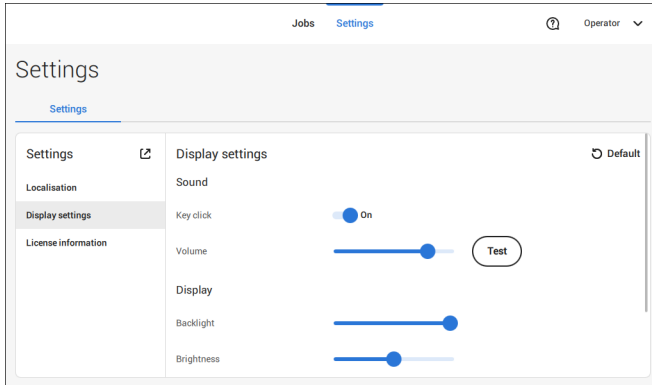 Jobs Settings Operator
Settings
Settings
Settings
Localisation
Display settings
License information
Display settings Default
Sound
Key click On
Volume Test
Display
Backlight
Brightness